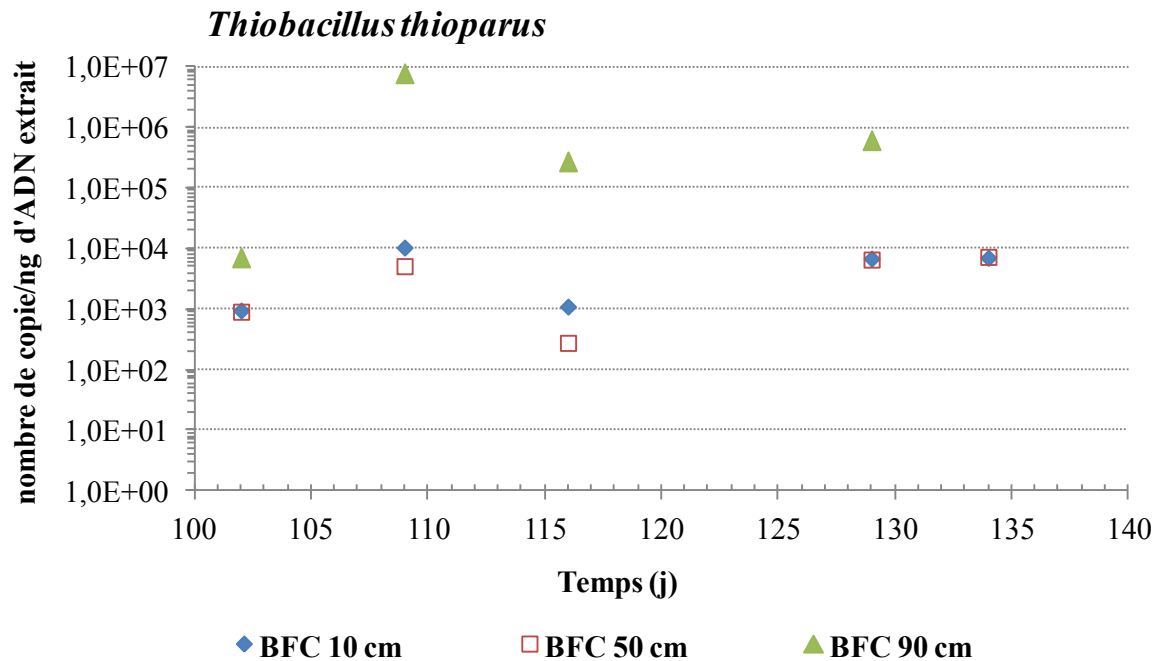 Thiobacillus thioparus
nombre de copie/ng d'ADN extrait
1,0E+07
1,0E+06
1,0E+05
1,0E+04
1,0E+03
1,0E+02
1,0E+01
1,0E+00
100 105 110 115 120 125 130 135 140
Temps (j)
BFC 10 cm BFC 50 cm BFC 90 cm